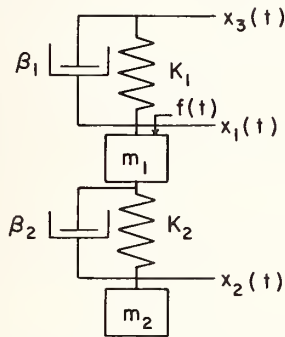 x₃(t)
β₁
K₁
f(t)
x₁(t)
m₁
β₂
K₂
x₂(t)
m₂